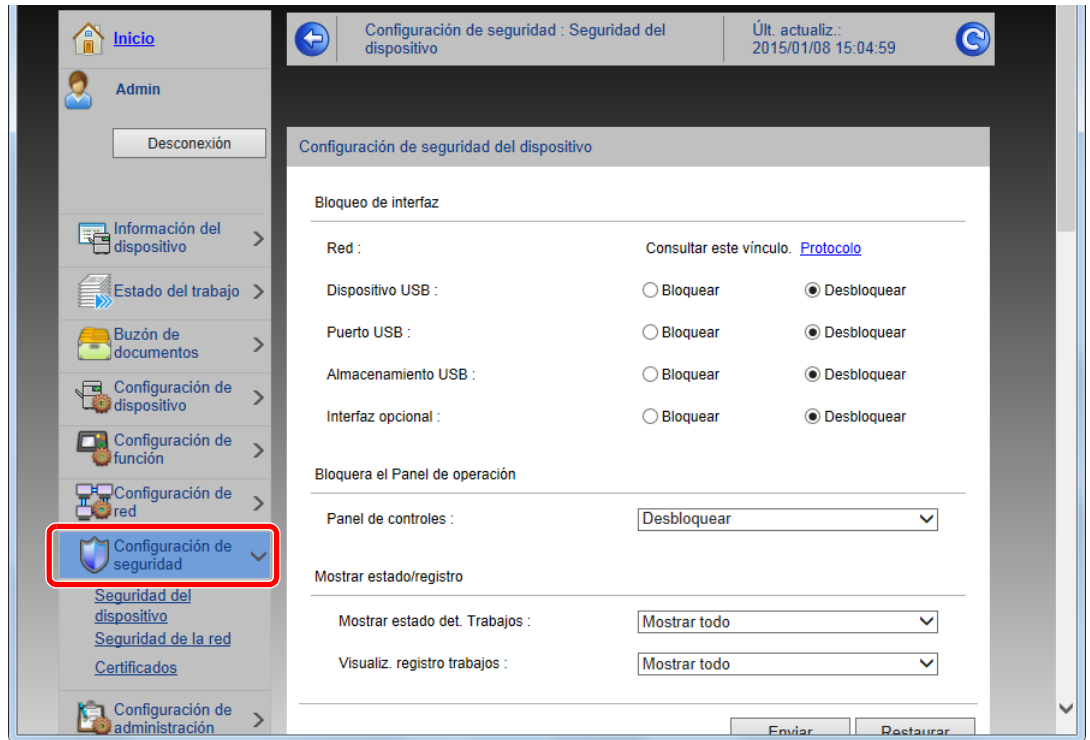 Inicio
Admin
Desconexión
Información del
dispositivo
Estado del trabajo
Buzón de
documentos
Configuración de
dispositivo
Configuración de
función
Configuración de
red
Configuración de
seguridad
Seguridad del
dispositivo
Seguridad de la red
Certificados
Configuración de
administración
Configuración de seguridad : Seguridad del
dispositivo
Últ. actualiz.:
2015/01/08 15:04:59
Configuración de seguridad del dispositivo
Bloqueo de interfaz
Red : Consultar este vínculo. Protocolo
Dispositivo USB : Bloquear Desbloquear
Puerto USB : Bloquear Desbloquear
Almacenamiento USB : Bloquear Desbloquear
Interfaz opcional : Bloquear Desbloquear
Bloquera el Panel de operación
Panel de controles : Desbloquear
Mostrar estado/registro
Mostrar estado det. Trabajos : Mostrar todo
Visualiz. registro trabajos : Mostrar todo
Enviar Restaurar